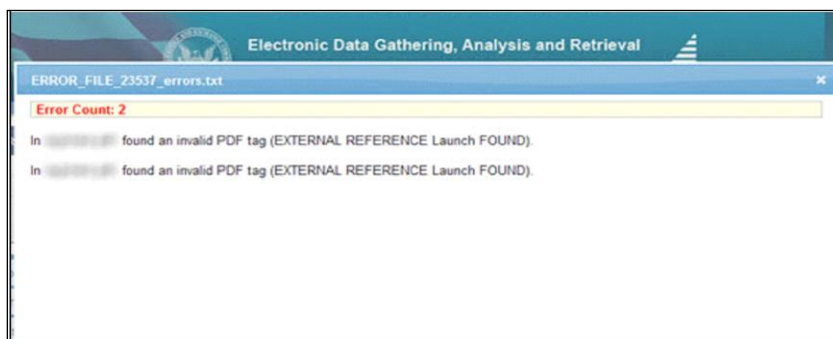 Electronic Data Gathering, Analysis and Retrieval
ERROR_FILE_23537_errors.txt
Error Count: 2
In found an invalid PDF tag (EXTERNAL REFERENCE Launch FOUND).
In found an invalid PDF tag (EXTERNAL REFERENCE Launch FOUND).